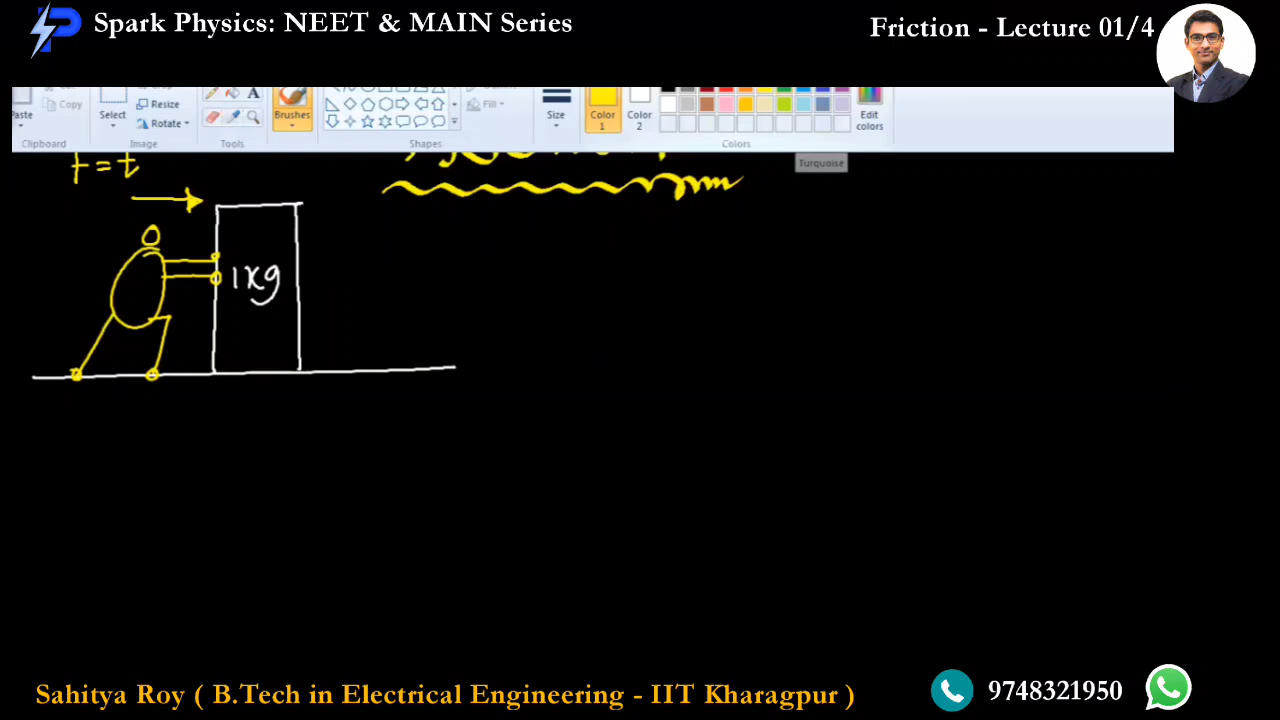 Spark Physics: NEET & MAIN Series
Friction - Lecture 01/4
Paste
Copy
Clipboard
Select
Resize
Rotate
Image
A
Tools
Brushes
Shapes
Fill
Size
Color 1
Color 2
Colors
Edit colors
Turquoise
t = t
1Kg
Sahitya Roy ( B.Tech in Electrical Engineering - IIT Kharagpur )
9748321950